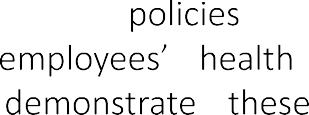 policies
employees’ health
demonstrate these